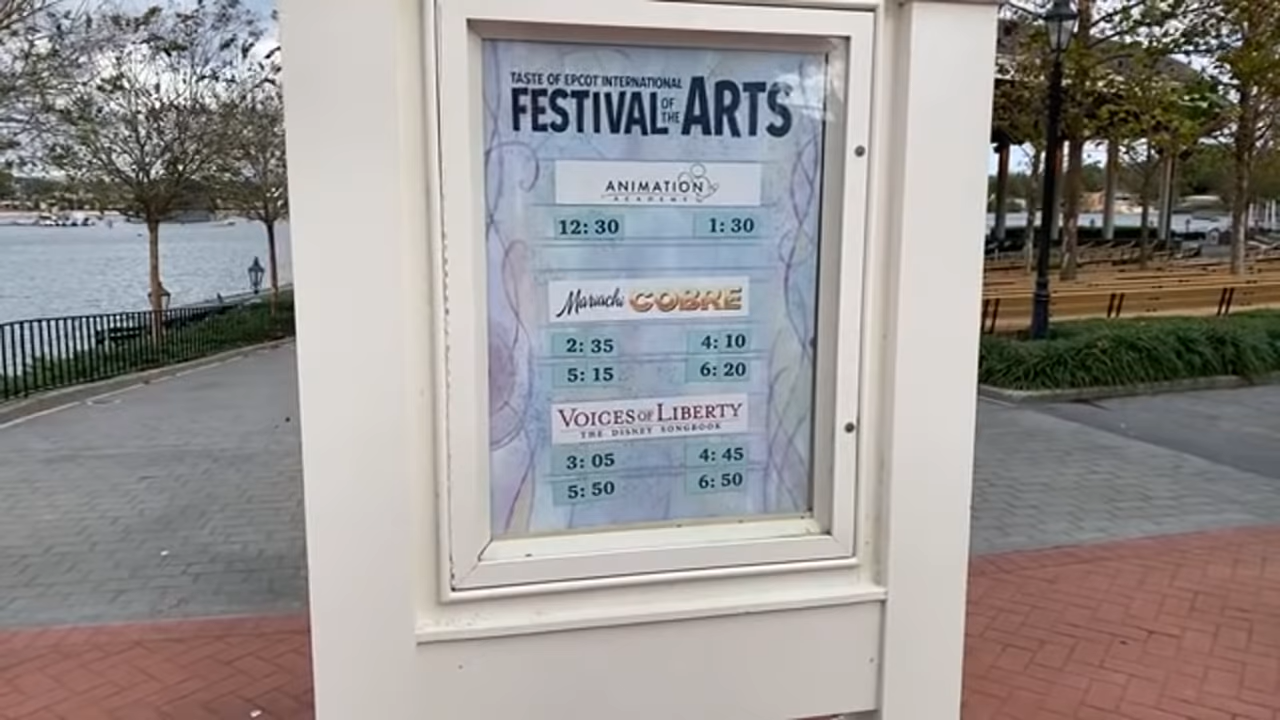 TASTE OF EPCOT INTERNATIONAL
FESTIVAL OF THE ARTS
ANIMATION
ACADEMY
12: 30 1: 30
Mariachi COBRE
2: 35 4: 10
5: 15 6: 20
VOICES OF LIBERTY
THE DISNEY SONGBOOK
3: 05 4: 45
5: 50 6: 50